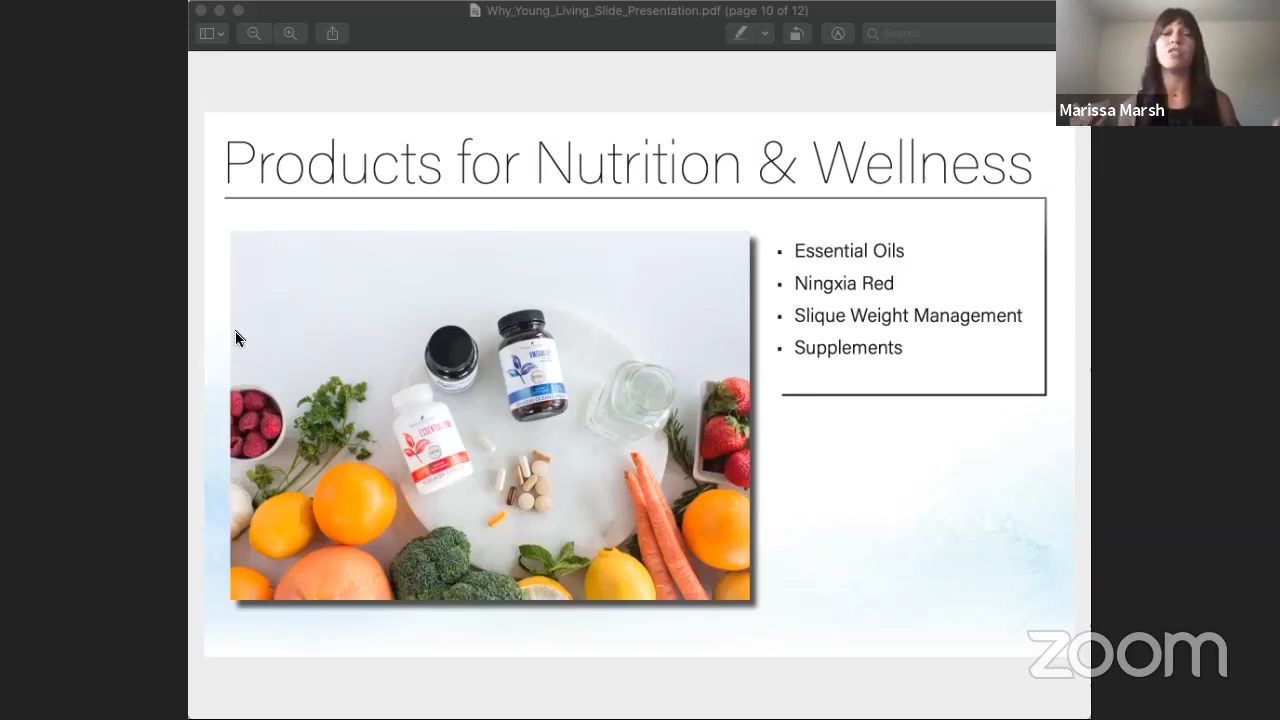 Why_Young_Living_Slide_Presentation.pdf (page 10 of 12)
Search
Marissa Marsh
Products for Nutrition & Wellness
▪ Essential Oils
▪ Ningxia Red
▪ Slique Weight Management
▪ Supplements
zoom